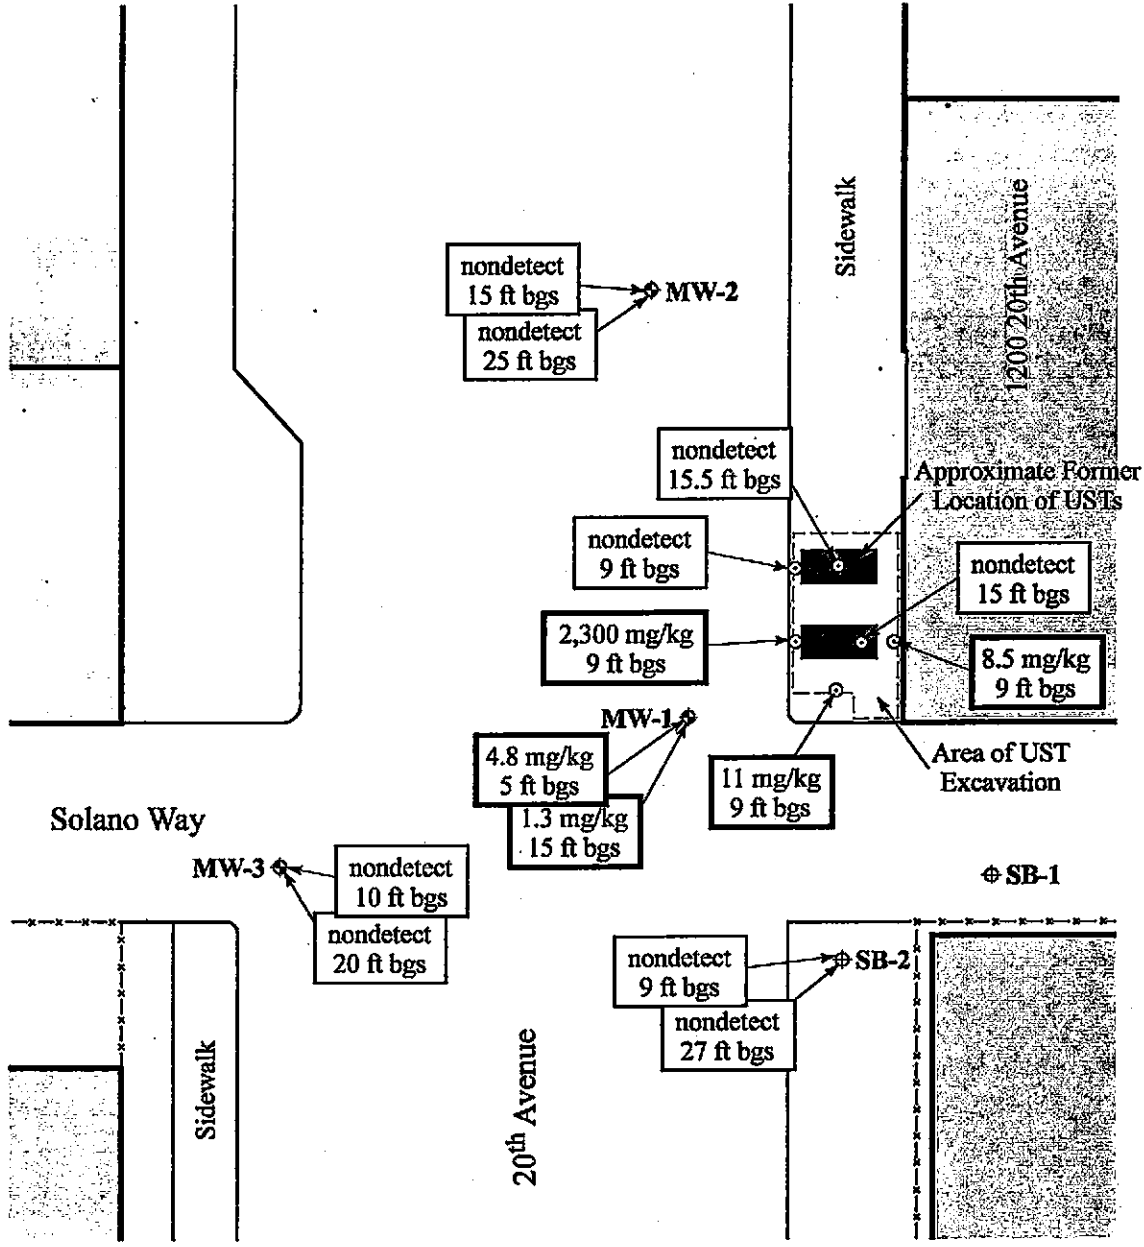 Sidewalk
1200 20th Avenue
nondetect
15 ft bgs
MW-2
nondetect
25 ft bgs
nondetect
15.5 ft bgs
Approximate Former
Location of USTs
nondetect
9 ft bgs
nondetect
15 ft bgs
2,300 mg/kg
9 ft bgs
8.5 mg/kg
9 ft bgs
MW-1
4.8 mg/kg
5 ft bgs
1.3 mg/kg
15 ft bgs
11 mg/kg
9 ft bgs
Area of UST
Excavation
Solano Way
MW-3
nondetect
10 ft bgs
nondetect
20 ft bgs
SB-1
nondetect
9 ft bgs
SB-2
nondetect
27 ft bgs
Sidewalk
20th Avenue